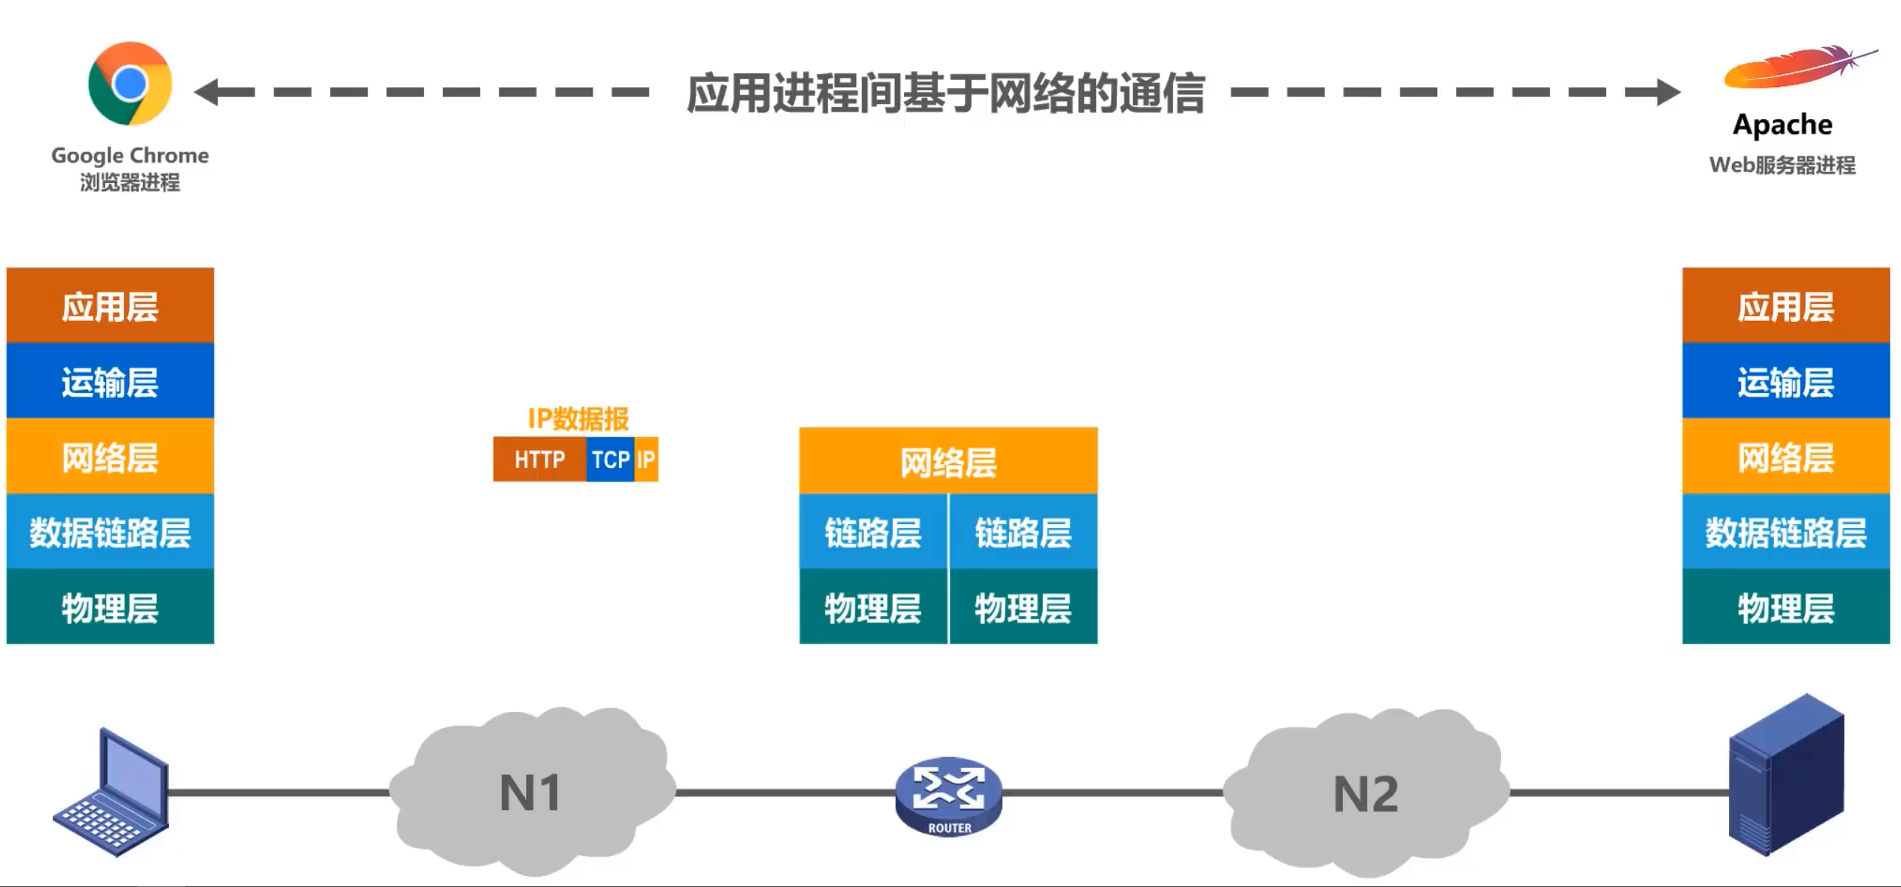 应用进程间基于网络的通信
Google Chrome
浏览器进程
Apache
Web服务器进程
应用层
运输层
网络层
数据链路层
物理层
IP数据报
HTTP TCP IP
网络层
链路层 链路层
物理层 物理层
应用层
运输层
网络层
数据链路层
物理层
N1
ROUTER
N2